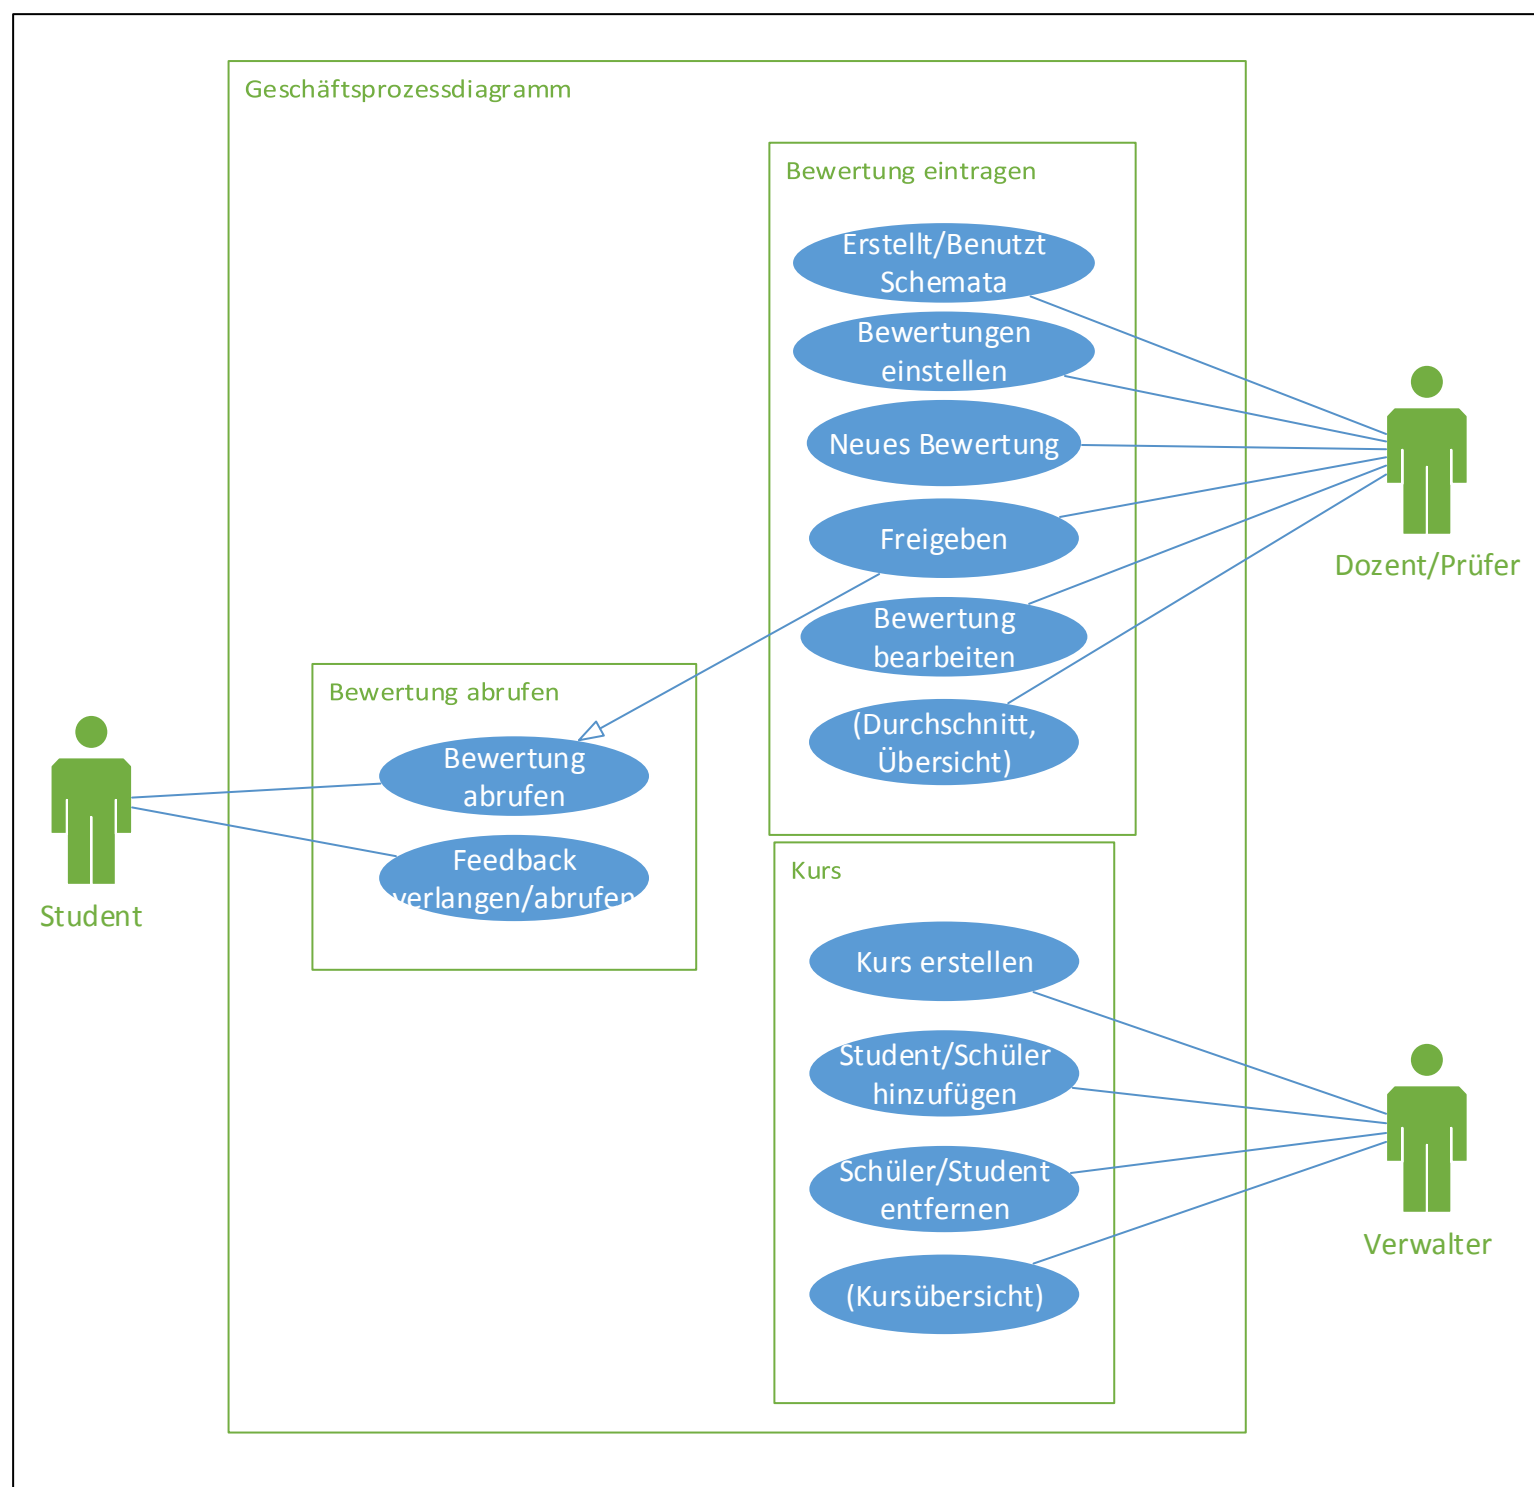 Geschäftsprozessdiagramm
Bewertung eintragen
Erstellt/Benutzt
Schemata
Bewertungen
einstellen
Neues Bewertung
Freigeben
Dozent/Prüfer
Bewertung
bearbeiten
(Durchschnitt,
Übersicht)
Bewertung abrufen
Bewertung
abrufen
Feedback
verlangen/abrufen
Student
Kurs
Kurs erstellen
Student/Schüler
hinzufügen
Schüler/Student
entfernen
(Kursübersicht)
Verwalter